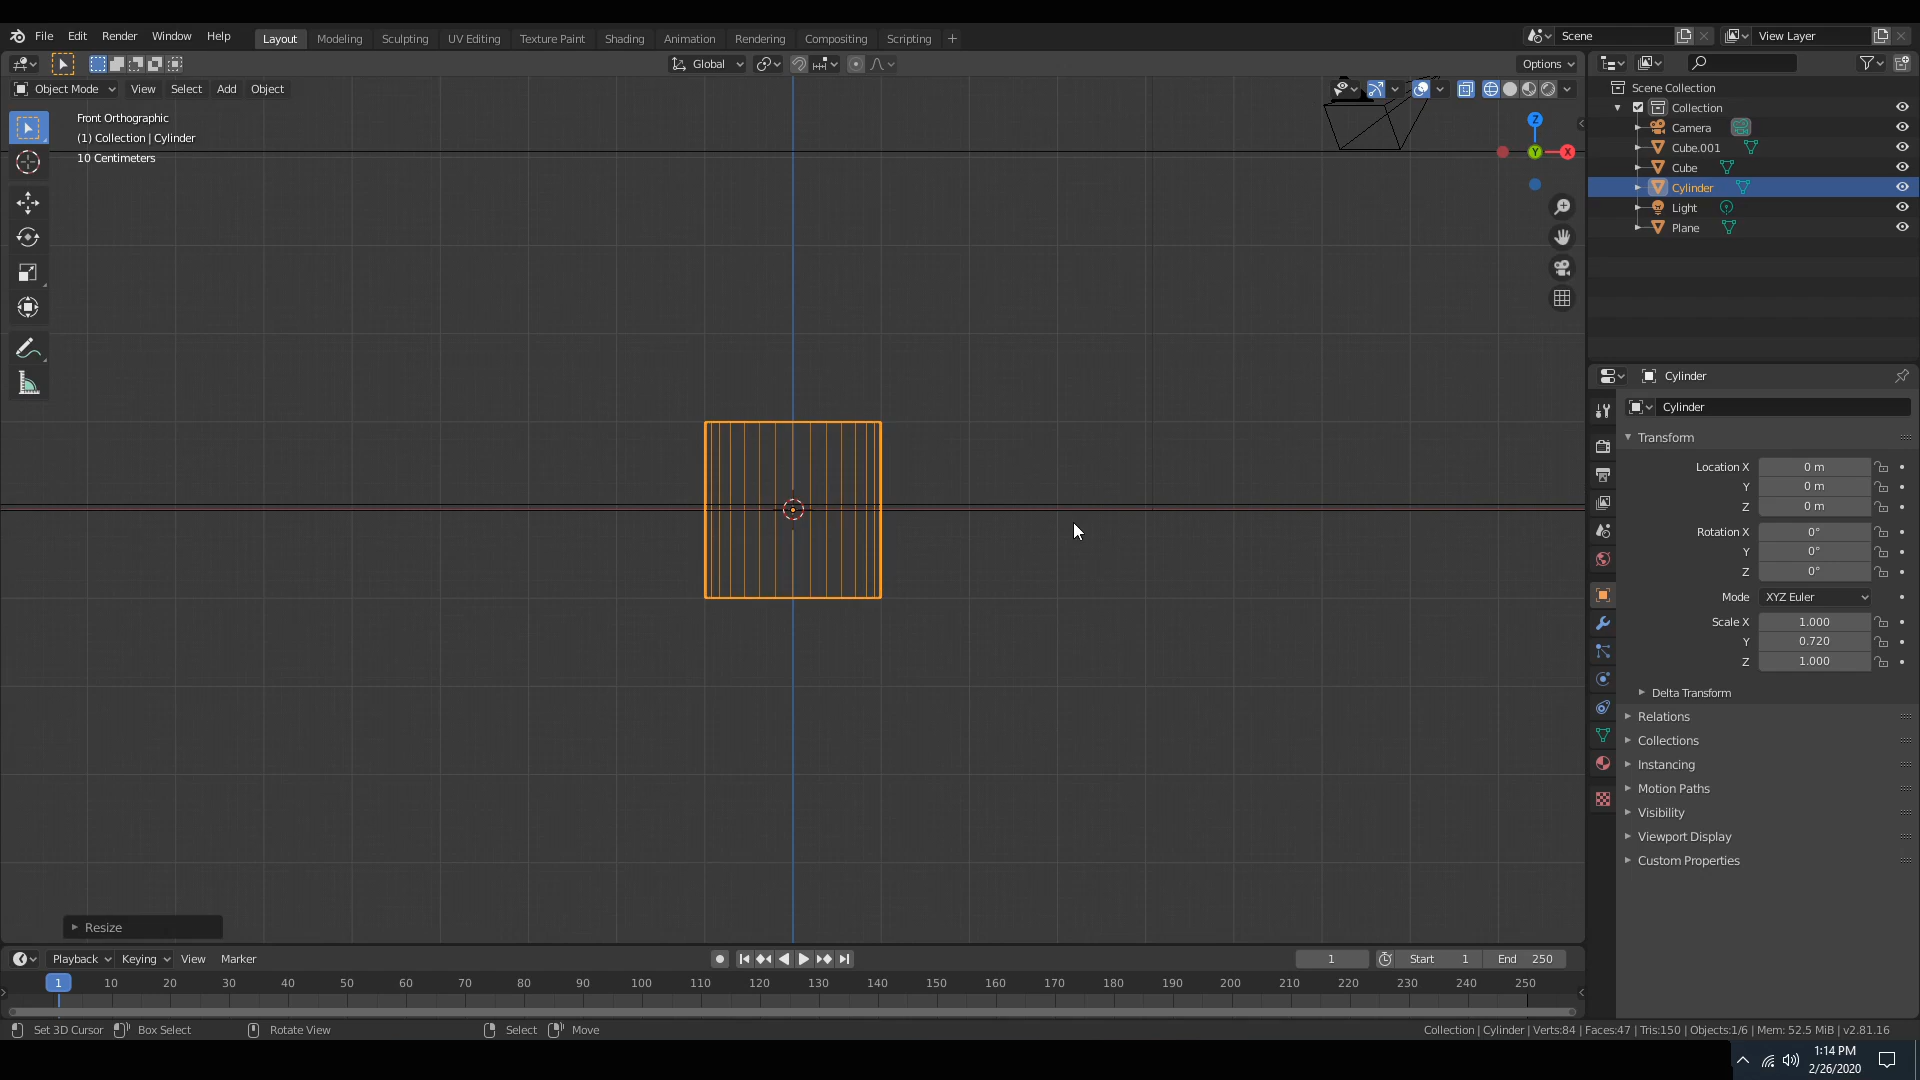 File Edit Render Window Help Layout Modeling Sculpting UV Editing Texture Paint Shading Animation Rendering Compositing Scripting + Scene View Layer
Global Options
Object Mode View Select Add Object
Front Orthographic
(1) Collection | Cylinder
10 Centimeters
Z
Y
X
Scene Collection
Collection
Camera
Cube.001
Cube
Cylinder
Light
Plane
Cylinder
Cylinder
Transform
Location X 0 m
Y 0 m
Z 0 m
Rotation X 0°
Y 0°
Z 0°
Mode XYZ Euler
Scale X 1.000
Y 0.720
Z 1.000
Delta Transform
Relations
Collections
Instancing
Motion Paths
Visibility
Viewport Display
Custom Properties
Resize
Playback Keying View Marker 1 Start 1 End 250
1 10 20 30 40 50 60 70 80 90 100 110 120 130 140 150 160 170 180 190 200 210 220 230 240 250
Set 3D Cursor Box Select Rotate View Select Move Collection | Cylinder | Verts:84 | Faces:47 | Tris:150 | Objects:1/6 | Mem: 52.5 MiB | v2.81.16
1:14 PM
2/26/2020